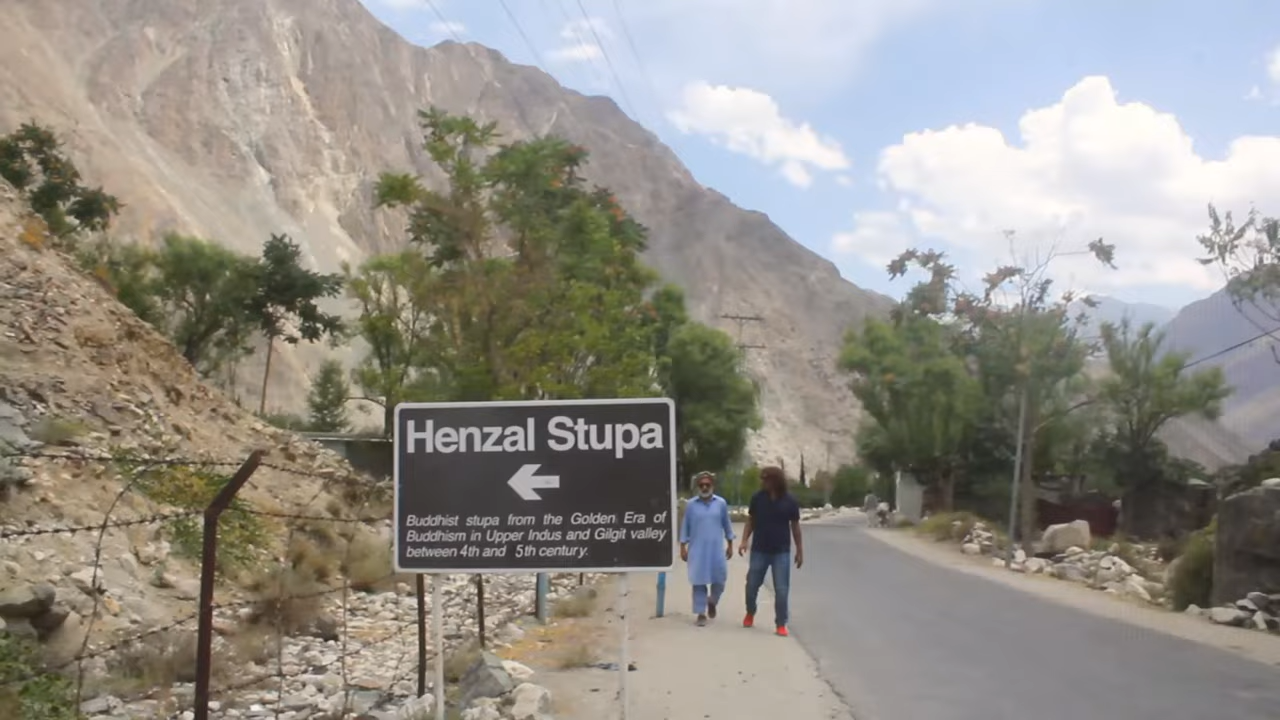 Henzal Stupa
Buddhist stupa from the Golden Era of
Buddhism in Upper Indus and Gilgit valley
between 4th and 5th century.